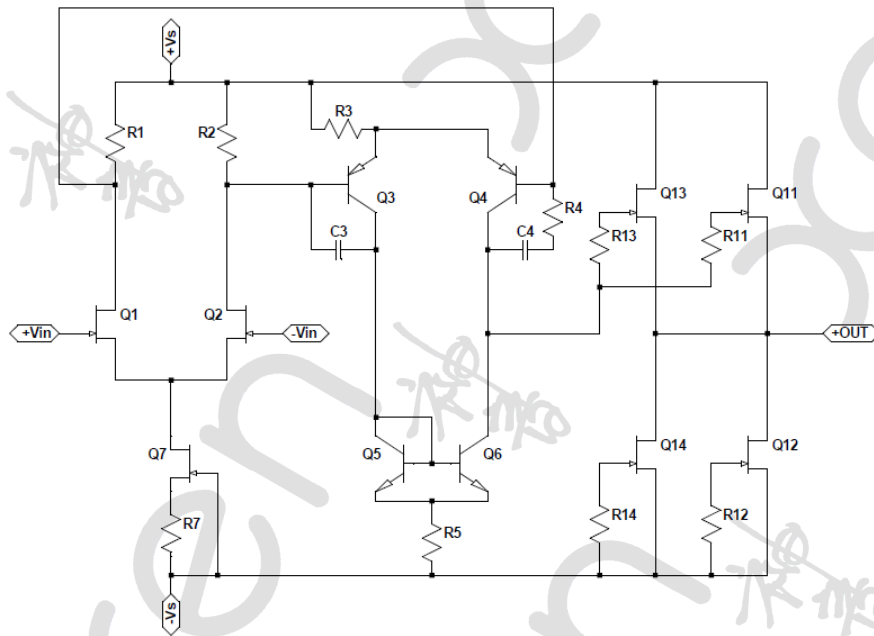 +Vs
R1
R2
R3
Q3
Q4
R4
C3
C4
Q13
Q11
R13
R11
+Vin
Q1
Q2
-Vin
+OUT
Q7
Q5
Q6
Q14
Q12
R7
R5
R14
R12
-Vs